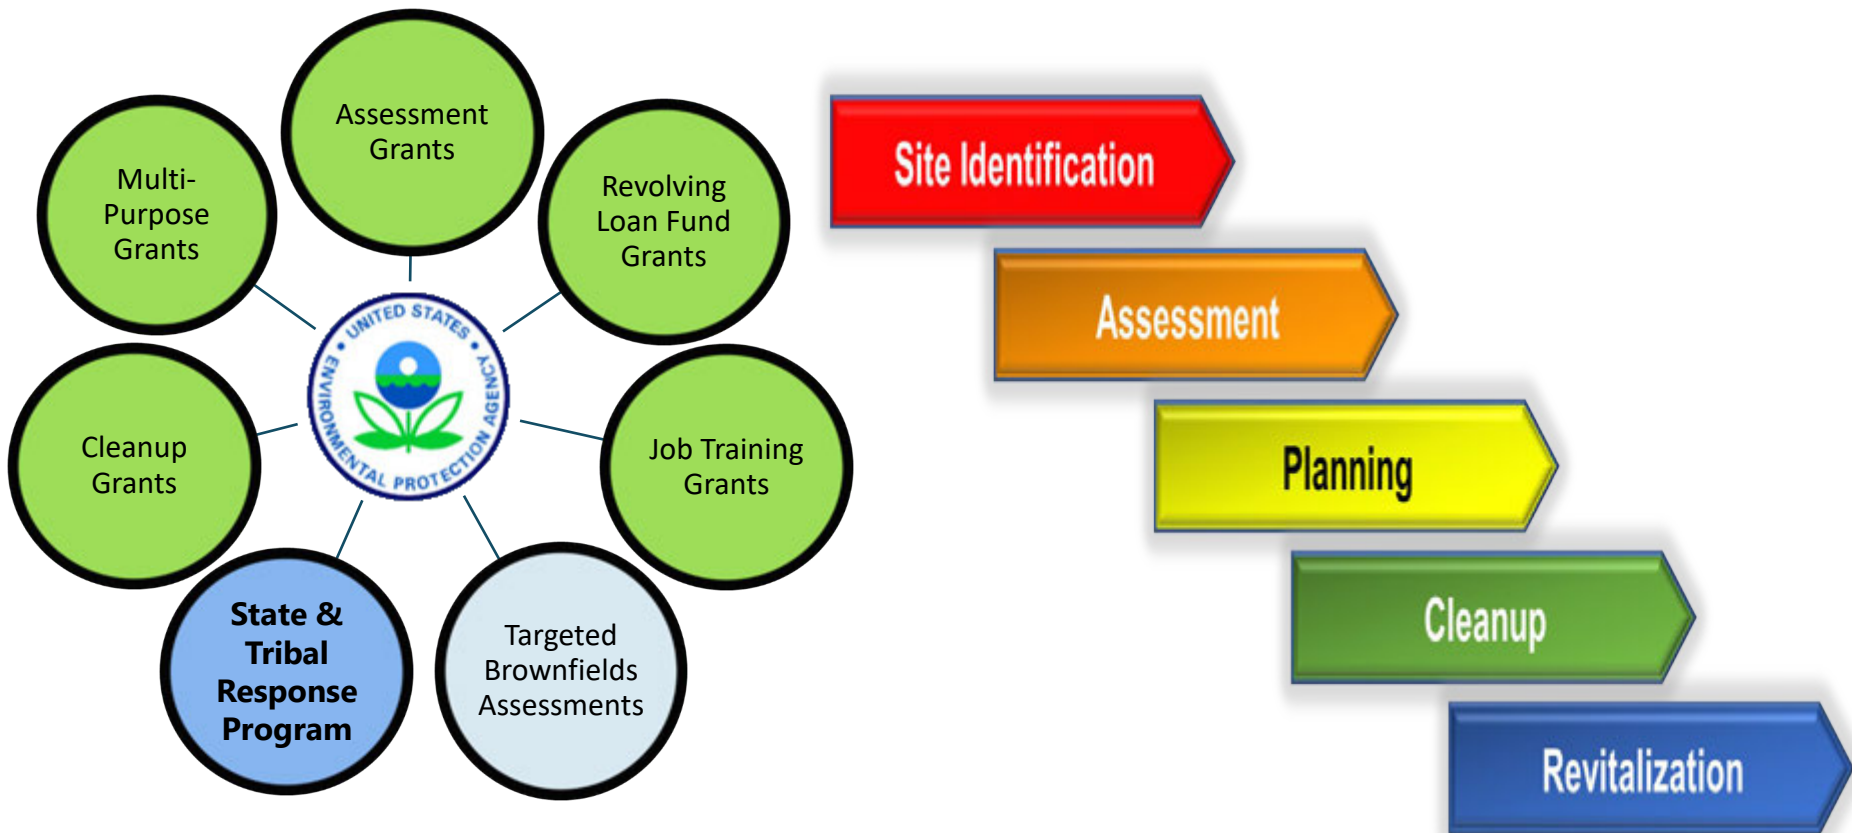 Assessment
Grants
Multi-
Purpose
Grants
Revolving
Loan Fund
Grants
UNITED STATES • ENVIRONMENTAL PROTECTION AGENCY •
Cleanup
Grants
Job Training
Grants
State &
Tribal
Response
Program
Targeted
Brownfields
Assessments
Site Identification
Assessment
Planning
Cleanup
Revitalization